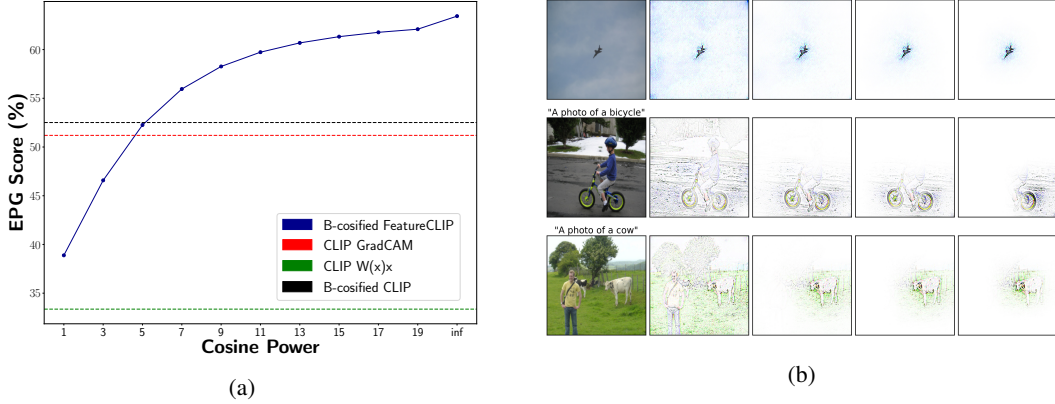 EPG Score (%)
60
55
50
45
40
35
B-cosified FeatureCLIP
CLIP GradCAM
CLIP W(x)x
B-cosified CLIP
1 3 5 7 9 11 13 15 17 19 inf
Cosine Power
(a)
"A photo of a bicycle"
"A photo of a cow"
(b)